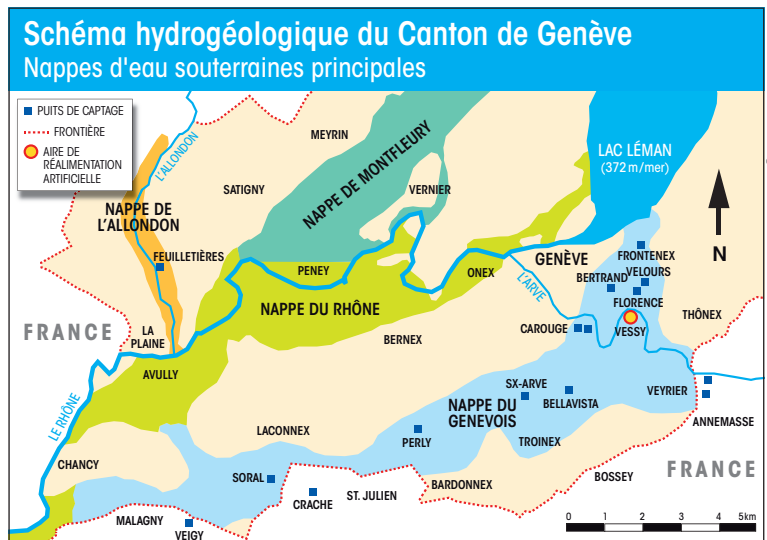 Schéma hydrogéologique du Canton de Genève
Nappes d'eau souterraines principales
PUITS DE CAPTAGE
FRONTIÈRE
AIRE DE
RÉALIMENTATION
ARTIFICIELLE
L'ALLONDON
MEYRIN
NAPPE DE MONTFLEURY
LAC LÉMAN
(372 m/mer)
SATIGNY
VERNIER
NAPPE DE
L'ALLONDON
FEUILLETIÈRES
N
GENÈVE
FRONTENEX
PENEY
ONEX
L'ARVE
BERTRAND
VELOURS
FLORENCE
NAPPE DU RHÔNE
FRANCE
LA
PLAINE
BERNEX
CAROUGE
VESSY
THÔNEX
AVULLY
LE RHÔNE
SX-ARVE
BELLAVISTA
VEYRIER
NAPPE DU
GENEVOIS
ANNEMASSE
LACONNEX
PERLY
TROINEX
CHANCY
SORAL
BARDONNEX
BOSSEY
FRANCE
CRACHE
ST. JULIEN
MALAGNY
VEIGY
0 1 2 3 4 5km